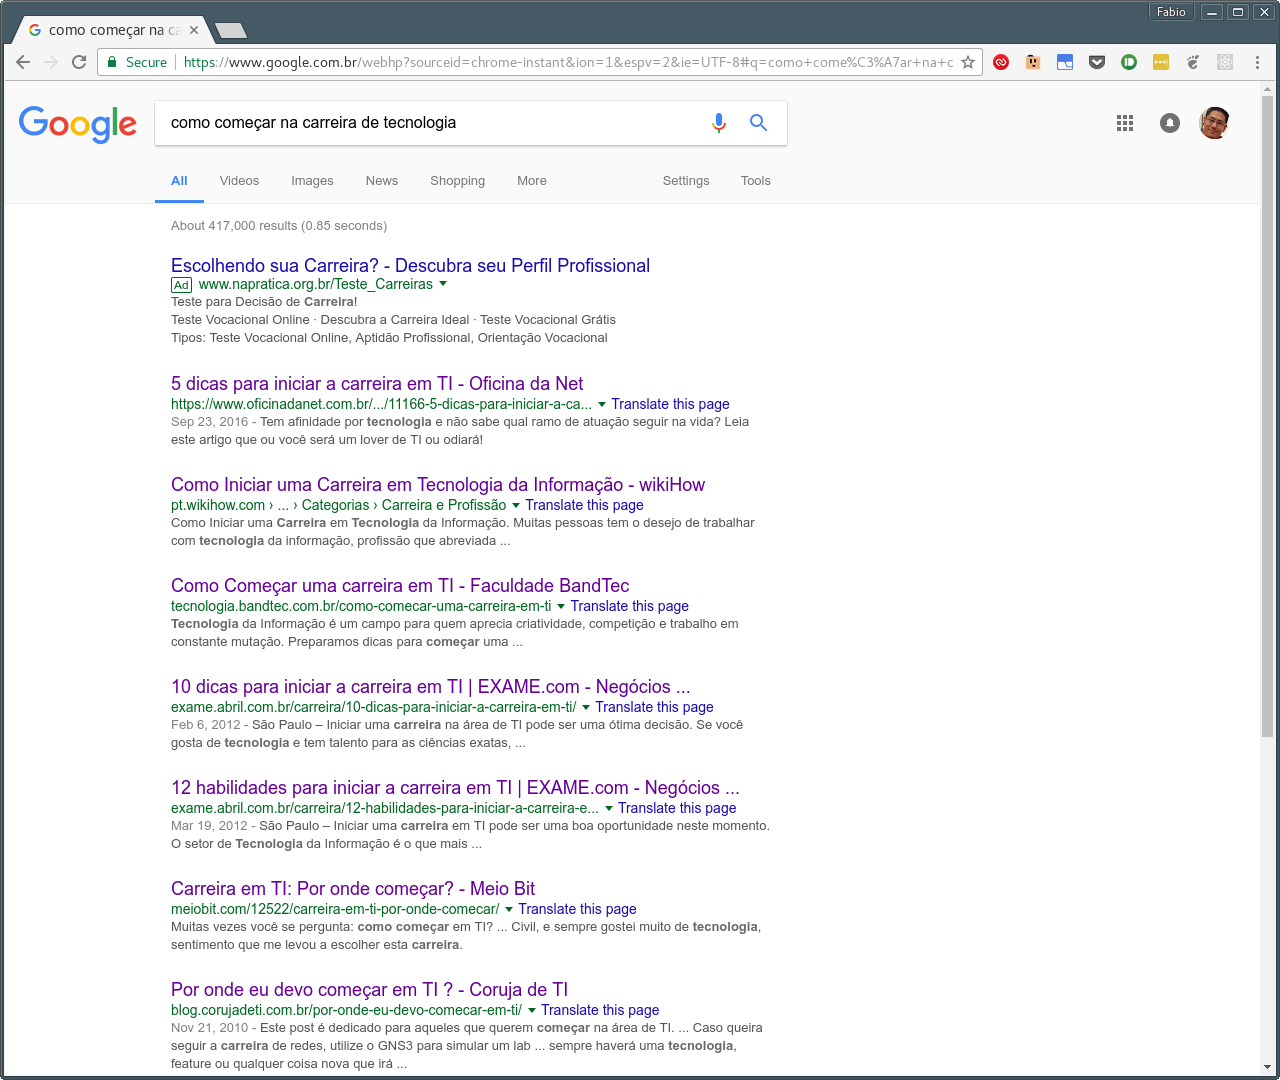 Fabio
como começar na ca
Secure
https://www.google.com.br/webhp?sourceid=chrome-instant&ion=1&espv=2&ie=UTF-8#q=como+come%C3%A7ar+na+c
Google
como começar na carreira de tecnologia
All Videos Images News Shopping More Settings Tools
About 417,000 results (0.85 seconds)
Escolhendo sua Carreira? - Descubra seu Perfil Profissional
Ad www.napratica.org.br/Teste_Carreiras
Teste para Decisão de Carreira!
Teste Vocacional Online · Descubra a Carreira Ideal · Teste Vocacional Grátis
Tipos: Teste Vocacional Online, Aptidão Profissional, Orientação Vocacional
5 dicas para iniciar a carreira em TI - Oficina da Net
https://www.oficinadanet.com.br/.../11166-5-dicas-para-iniciar-a-ca... Translate this page
Sep 23, 2016 - Tem afinidade por tecnologia e não sabe qual ramo de atuação seguir na vida? Leia
este artigo que ou você será um lover de TI ou odiará!
Como Iniciar uma Carreira em Tecnologia da Informação - wikiHow
pt.wikihow.com › ... › Categorias › Carreira e Profissão Translate this page
Como Iniciar uma Carreira em Tecnologia da Informação. Muitas pessoas tem o desejo de trabalhar
com tecnologia da informação, profissão que abreviada ...
Como Começar uma carreira em TI - Faculdade BandTec
tecnologia.bandtec.com.br/como-comecar-uma-carreira-em-ti Translate this page
Tecnologia da Informação é um campo para quem aprecia criatividade, competição e trabalho em
constante mutação. Preparamos dicas para começar uma ...
10 dicas para iniciar a carreira em TI | EXAME.com - Negócios ...
exame.abril.com.br/carreira/10-dicas-para-iniciar-a-carreira-em-ti/ Translate this page
Feb 6, 2012 - São Paulo – Iniciar uma carreira na área de TI pode ser uma ótima decisão. Se você
gosta de tecnologia e tem talento para as ciências exatas, ...
12 habilidades para iniciar a carreira em TI | EXAME.com - Negócios ...
exame.abril.com.br/carreira/12-habilidades-para-iniciar-a-carreira-e... Translate this page
Mar 19, 2012 - São Paulo – Iniciar uma carreira em TI pode ser uma boa oportunidade neste momento.
O setor de Tecnologia da Informação é o que mais ...
Carreira em TI: Por onde começar? - Meio Bit
meiobit.com/12522/carreira-em-ti-por-onde-comecar/ Translate this page
Muitas vezes você se pergunta: como começar em TI? ... Civil, e sempre gostei muito de tecnologia,
sentimento que me levou a escolher esta carreira.
Por onde eu devo começar em TI ? - Coruja de TI
blog.corujadeti.com.br/por-onde-eu-devo-comecar-em-ti/ Translate this page
Nov 21, 2010 - Este post é dedicado para aqueles que querem começar na área de TI. ... Caso queira
seguir a carreira de redes, utilize o GNS3 para simular um lab ... sempre haverá uma tecnologia,
feature ou qualquer coisa nova que irá ...